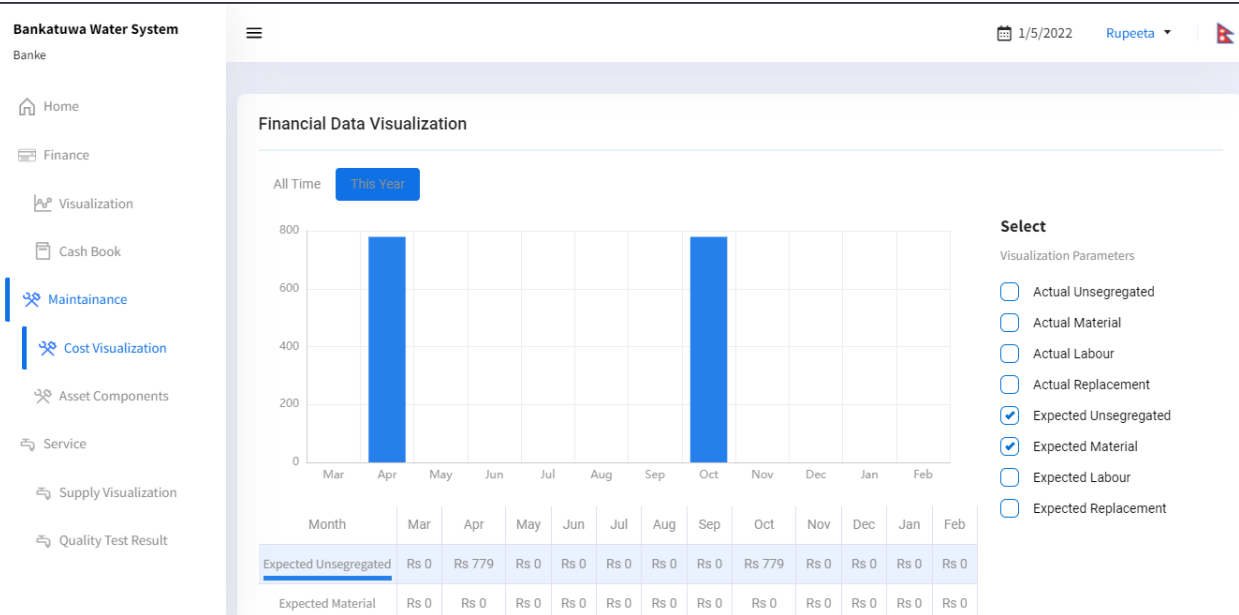 Bankatuwa Water System
Banke
1/5/2022 Rupeeta
Home
Finance
Visualization
Cash Book
Maintainance
Cost Visualization
Asset Components
Service
Supply Visualization
Quality Test Result
Financial Data Visualization
All Time This Year
800
600
400
200
0
Mar Apr May Jun Jul Aug Sep Oct Nov Dec Jan Feb
Select
Visualization Parameters
Actual Unsegregated
Actual Material
Actual Labour
Actual Replacement
Expected Unsegregated
Expected Material
Expected Labour
Expected Replacement
Month Mar Apr May Jun Jul Aug Sep Oct Nov Dec Jan Feb
Expected Unsegregated Rs 0 Rs 779 Rs 0 Rs 0 Rs 0 Rs 0 Rs 0 Rs 779 Rs 0 Rs 0 Rs 0 Rs 0
Expected Material Rs 0 Rs 0 Rs 0 Rs 0 Rs 0 Rs 0 Rs 0 Rs 0 Rs 0 Rs 0 Rs 0 Rs 0